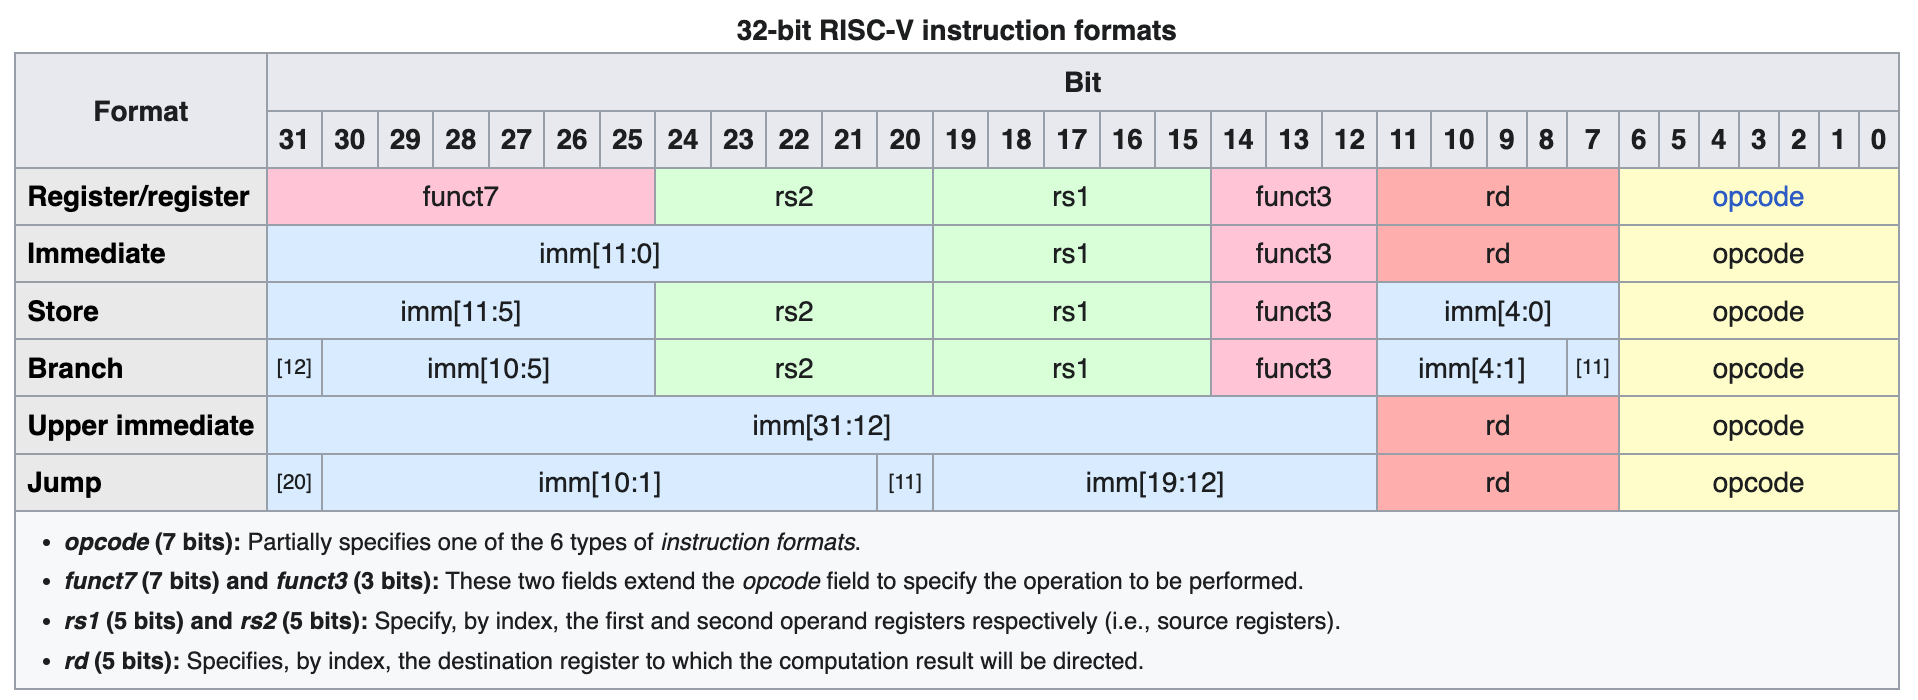 32-bit RISC-V instruction formats
Format Bit
31 30 29 28 27 26 25 24 23 22 21 20 19 18 17 16 15 14 13 12 11 10 9 8 7 6 5 4 3 2 1 0
Register/register funct7 rs2 rs1 funct3 rd opcode
Immediate imm[11:0] rs1 funct3 rd opcode
Store imm[11:5] rs2 rs1 funct3 imm[4:0] opcode
Branch [12] imm[10:5] rs2 rs1 funct3 imm[4:1] [11] opcode
Upper immediate imm[31:12] rd opcode
Jump [20] imm[10:1] [11] imm[19:12] rd opcode
• opcode (7 bits): Partially specifies one of the 6 types of instruction formats.
• funct7 (7 bits) and funct3 (3 bits): These two fields extend the opcode field to specify the operation to be performed.
• rs1 (5 bits) and rs2 (5 bits): Specify, by index, the first and second operand registers respectively (i.e., source registers).
• rd (5 bits): Specifies, by index, the destination register to which the computation result will be directed.